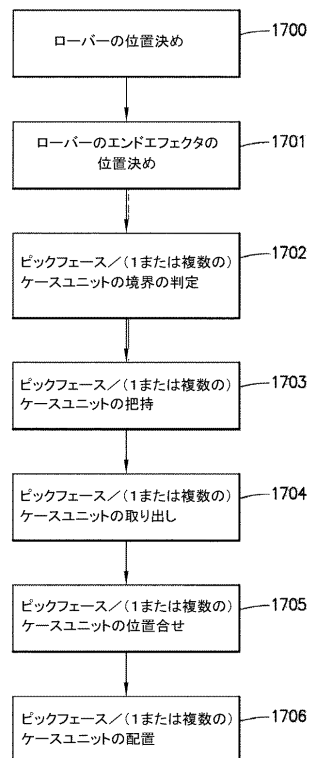 ローバーの位置決め
1700
ローバーのエンドエフェクタの
位置決め
1701
ピックフェース/(1または複数の)
ケースユニットの境界の判定
1702
ピックフェース/(1または複数の)
ケースユニットの把持
1703
ピックフェース/(1または複数の)
ケースユニットの取り出し
1704
ピックフェース/(1または複数の)
ケースユニットの位置合せ
1705
ピックフェース/(1または複数の)
ケースユニットの配置
1706